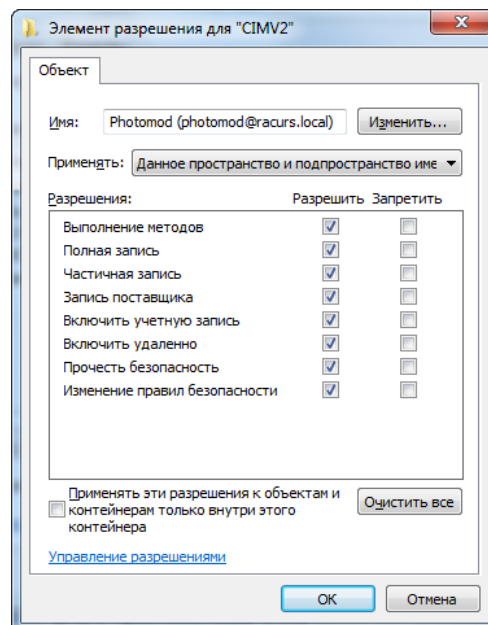 Элемент разрешения для "CIMV2"
Объект
Имя: Photomod (photomod@racurs.local) Изменить...
Применять: Данное пространство и подпространство име
Разрешения: Разрешить Запретить
Выполнение методов
Полная запись
Частичная запись
Запись поставщика
Включить учетную запись
Включить удаленно
Прочесть безопасность
Изменение правил безопасности
Применять эти разрешения к объектам и
контейнерам только внутри этого
контейнера
Очистить все
Управление разрешениями
ОК Отмена